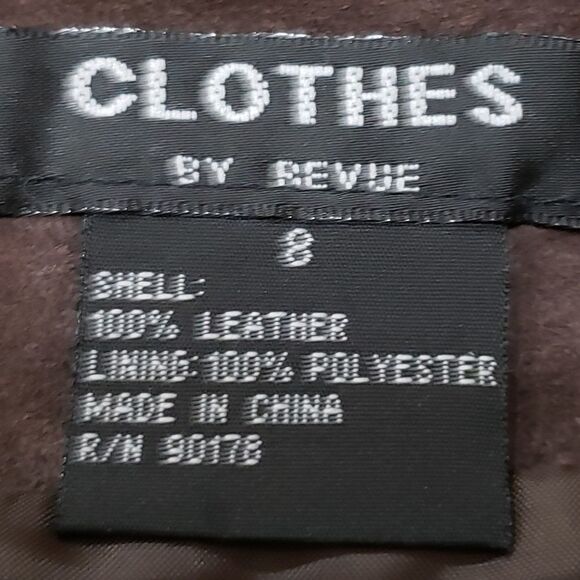 CLOTHES
BY REVUE
8
SHELL:
100% LEATHER
LINING: 100% POLYESTER
MADE IN CHINA
R/N 90178